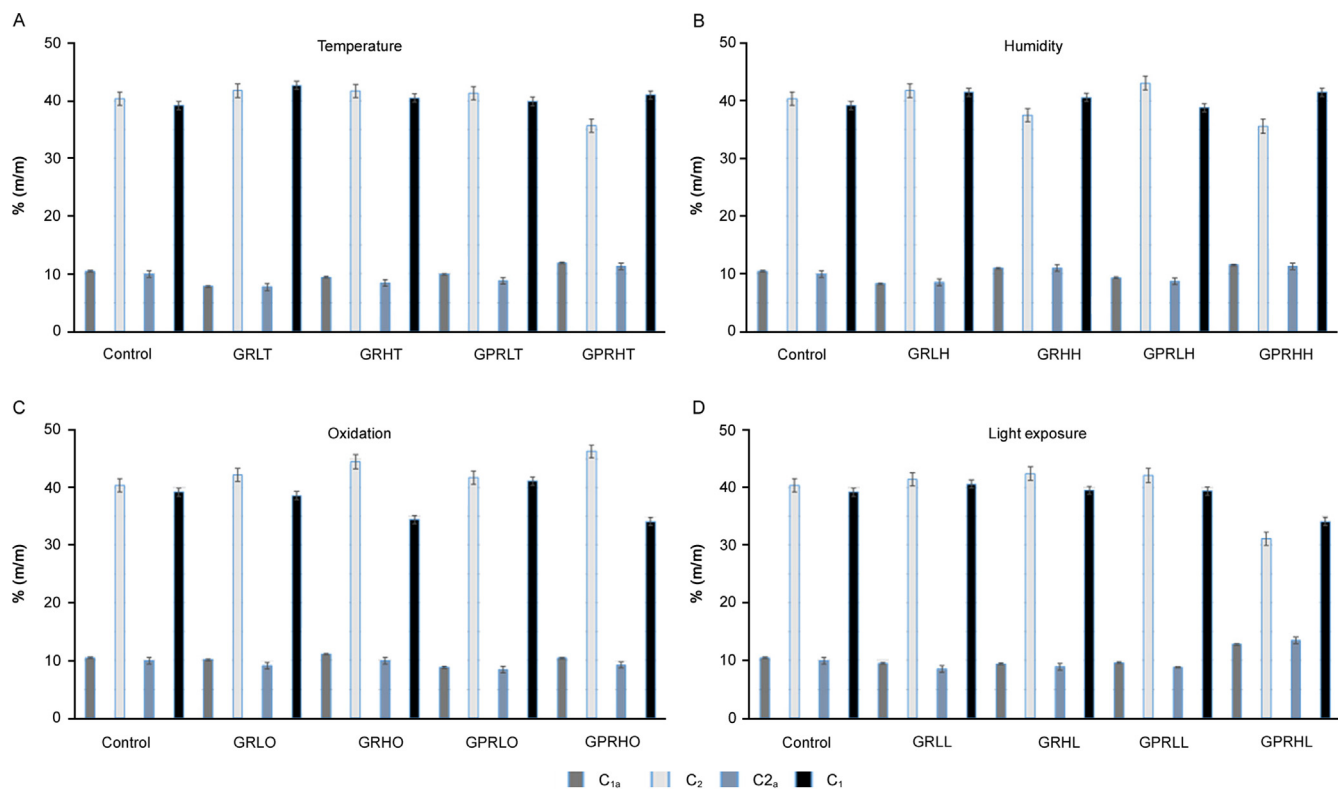 A
Temperature
% (m/m)
50
40
30
20
10
0
Control GRLT GRHT GPRLT GPRHT
B
Humidity
% (m/m)
50
40
30
20
10
0
Control GRLH GRHH GPRLH GPRHH
C
Oxidation
% (m/m)
50
40
30
20
10
0
Control GRLO GRHO GPRLO GPRHO
D
Light exposure
% (m/m)
50
40
30
20
10
0
Control GRLL GRHL GPRLL GPRHL
C1a C2 C2a C1